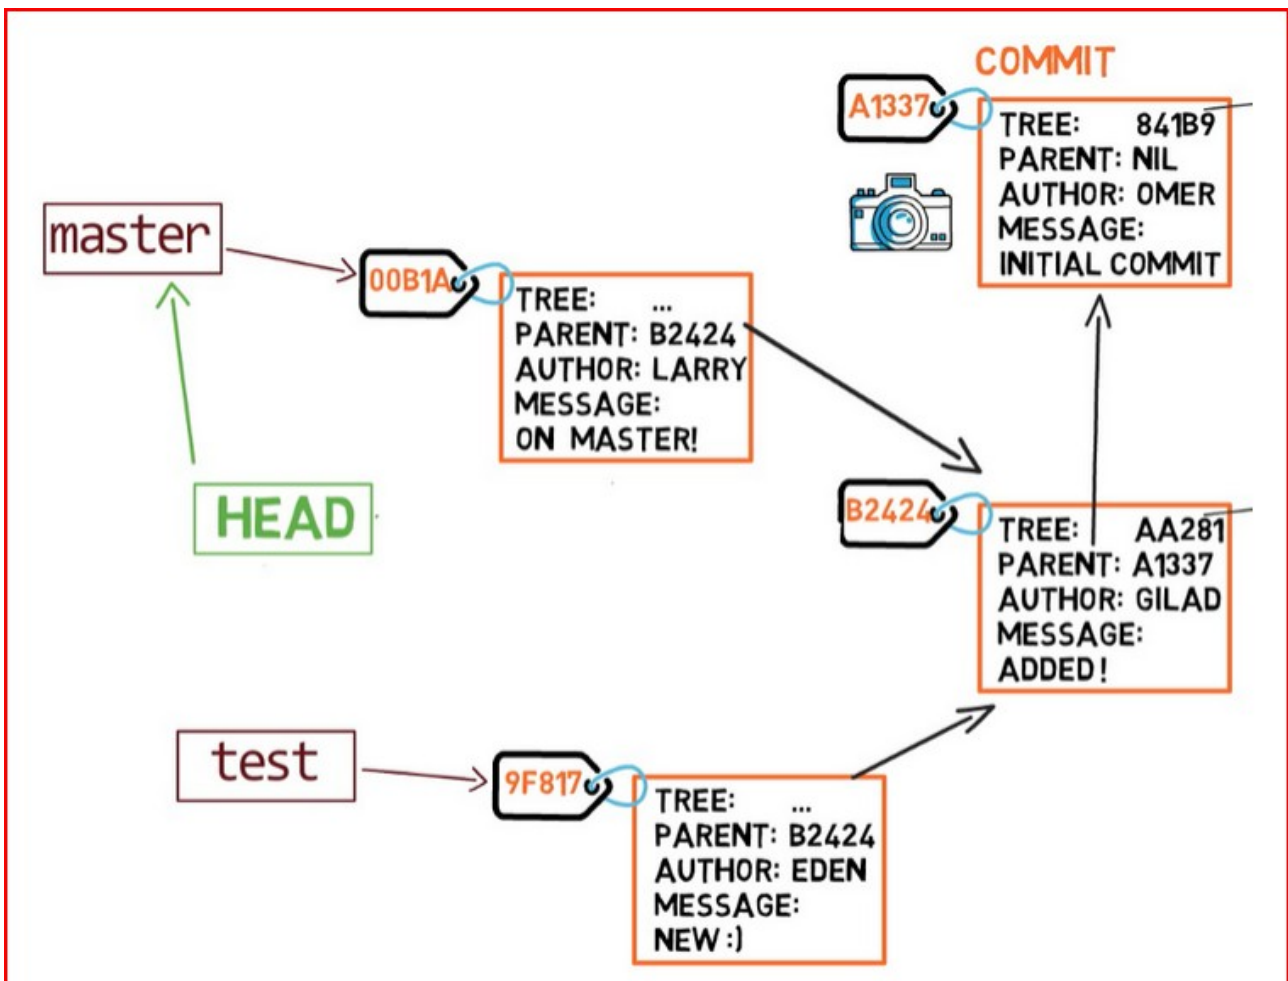 COMMIT
A1337
TREE: 841B9
PARENT: NIL
AUTHOR: OMER
MESSAGE:
INITIAL COMMIT
master
00B1A
TREE: ...
PARENT: B2424
AUTHOR: LARRY
MESSAGE:
ON MASTER!
HEAD
B2424
TREE: AA281
PARENT: A1337
AUTHOR: GILAD
MESSAGE:
ADDED!
test
9F817
TREE: ...
PARENT: B2424
AUTHOR: EDEN
MESSAGE:
NEW :)